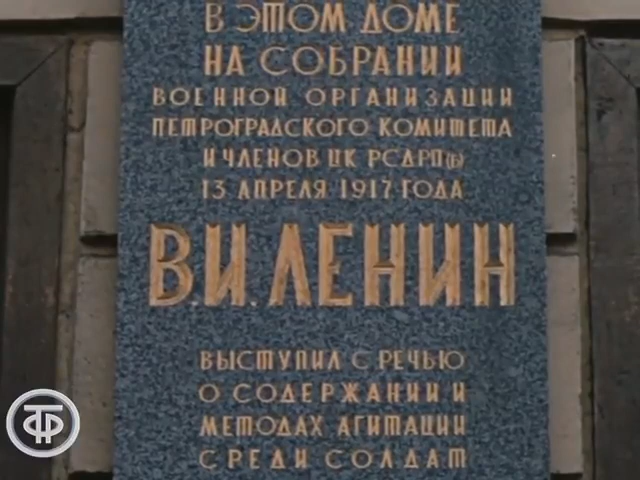 В ЭТОМ ДОМЕ
НА СОБРАНИИ
ВОЕННОЙ ОРГАНИЗАЦИИ
ПЕТРОГРАДСКОГО КОМИТЕТА
И ЧЛЕНОВ ЦК РСДРП(б)
13 АПРЕЛЯ 1917 ГОДА
В.И.ЛЕНИН
ВЫСТУПИЛ С РЕЧЬЮ
О СОДЕРЖАНИИ И
МЕТОДАХ АГИТАЦИИ
СРЕДИ СОЛДАТ